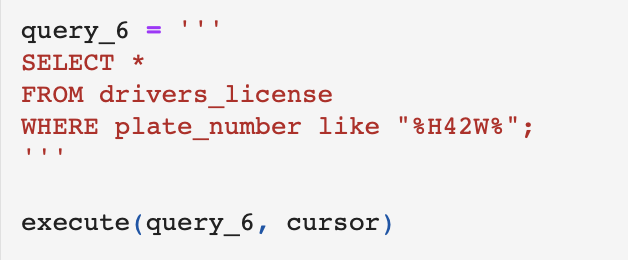 query_6 = '''
SELECT *
FROM drivers_license
WHERE plate_number like "%H42W%";
'''
execute(query_6, cursor)